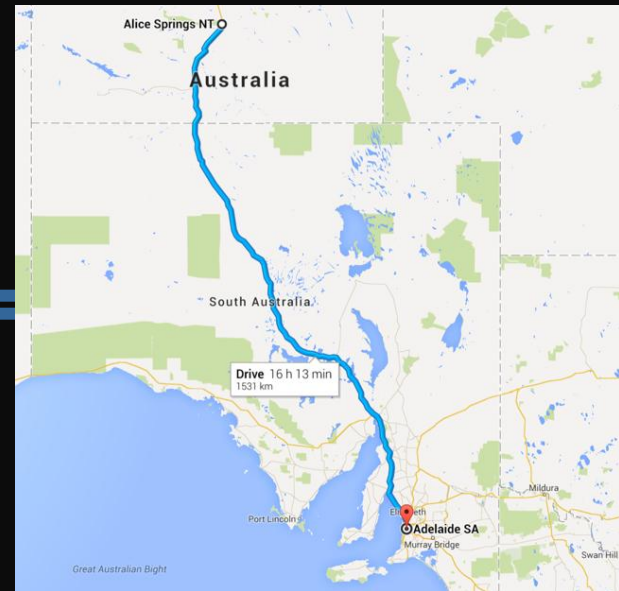 Alice Springs NT
Australia
South Australia
Drive 16 h 13 min
1531 km
Port Lincoln
Adelaide SA
Murray Bridge
Mildura
Swan Hill
Great Australian Bight